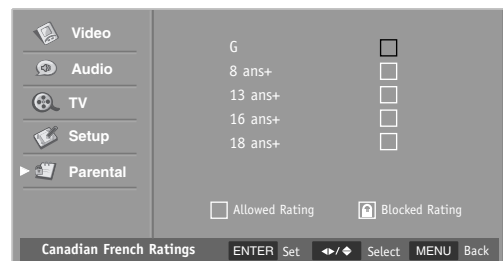 Video
Audio
TV
Setup
Parental
G
8 ans+
13 ans+
16 ans+
18 ans+
Allowed Rating Blocked Rating
Canadian French Ratings ENTER Set Select MENU Back